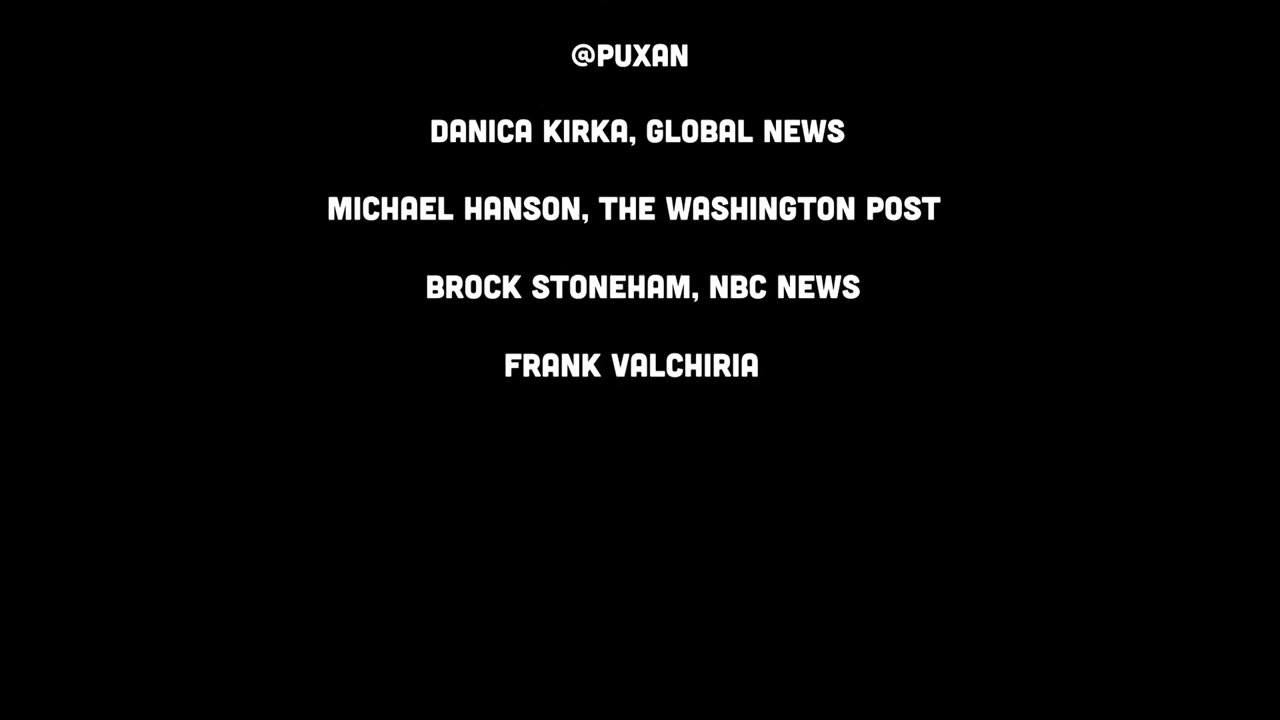 @PUXAN
DANICA KIRKA, GLOBAL NEWS
MICHAEL HANSON, THE WASHINGTON POST
BROCK STONEHAM, NBC NEWS
FRANK VALCHIRIA